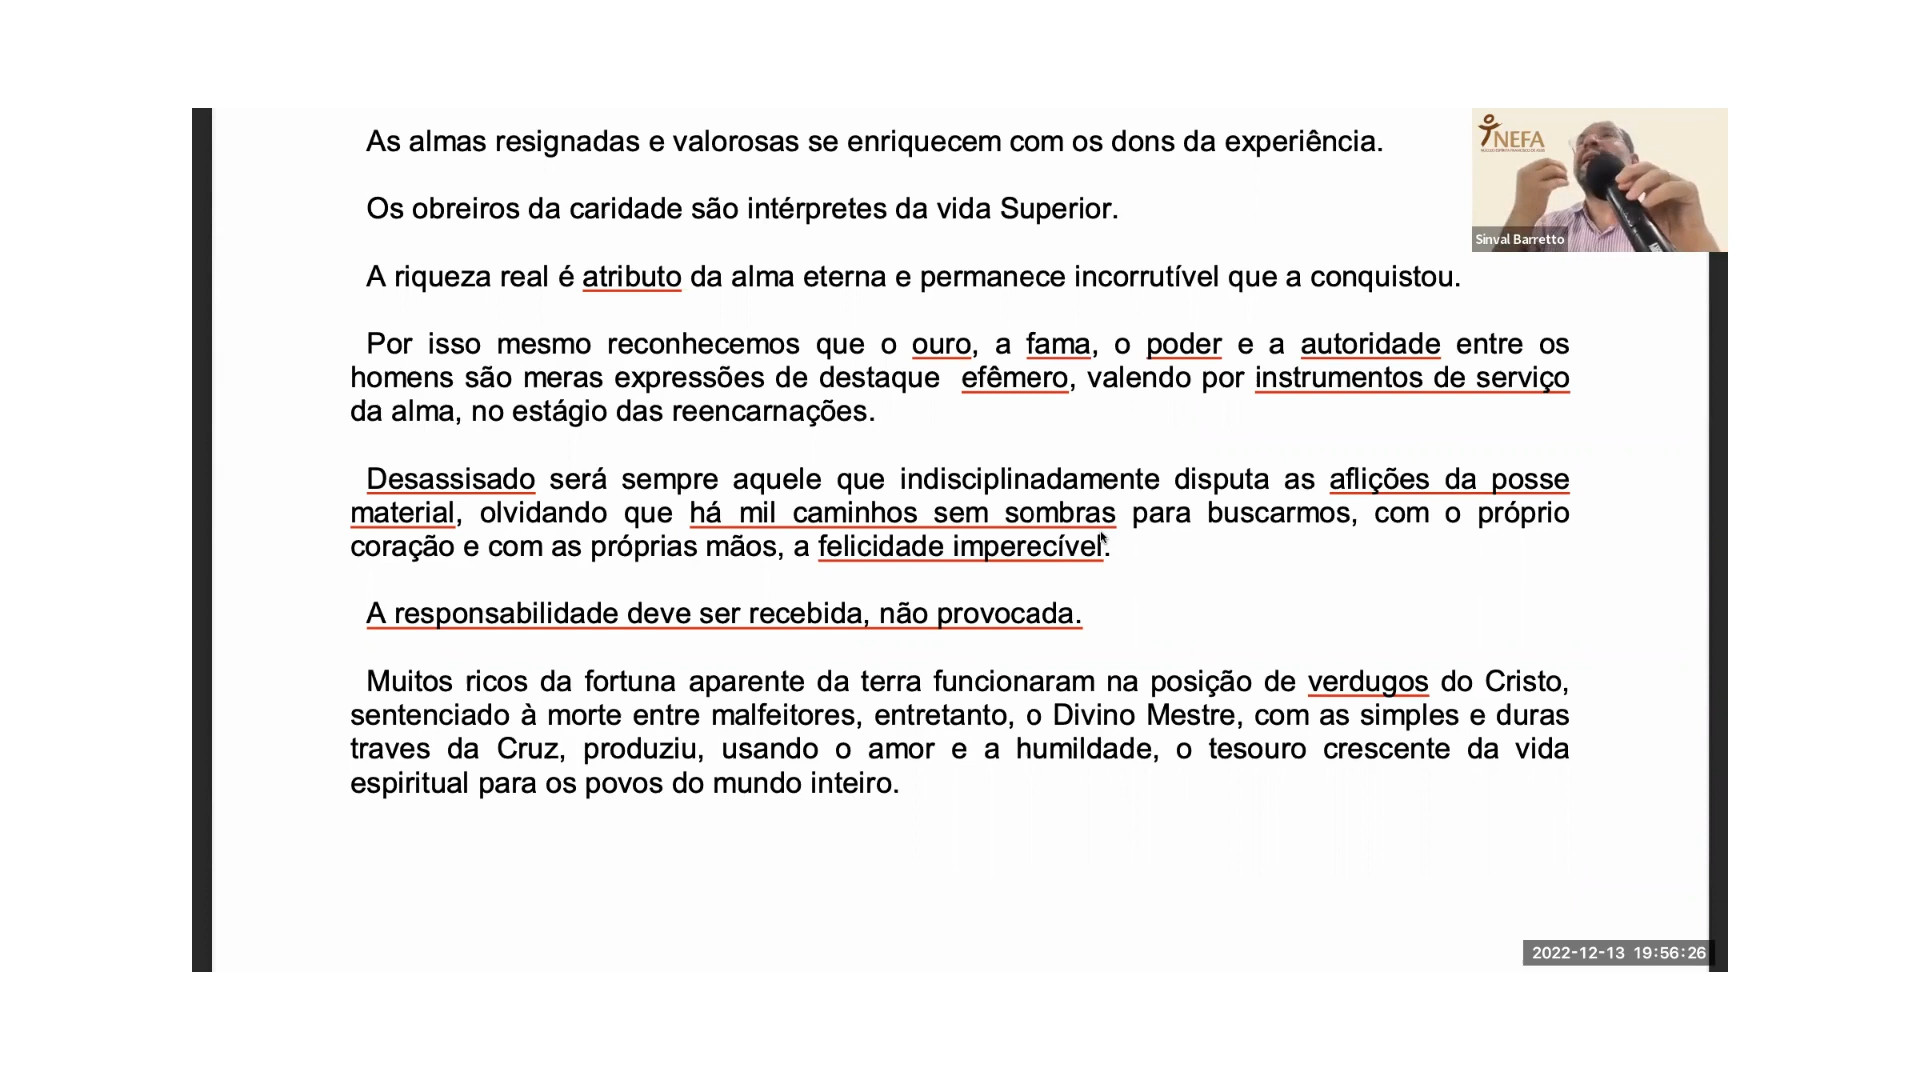 As almas resignadas e valorosas se enriquecem com os dons da experiência.
NEFA
Os obreiros da caridade são intérpretes da vida Superior.
Sinval Barretto
A riqueza real é atributo da alma eterna e permanece incorrutível que a conquistou.
Por isso mesmo reconhecemos que o ouro, a fama, o poder e a autoridade entre os
homens são meras expressões de destaque efêmero, valendo por instrumentos de serviço
da alma, no estágio das reencarnações.
Desassisado será sempre aquele que indisciplinadamente disputa as aflições da posse
material, olvidando que há mil caminhos sem sombras para buscarmos, com o próprio
coração e com as próprias mãos, a felicidade imperecível.
A responsabilidade deve ser recebida, não provocada.
Muitos ricos da fortuna aparente da terra funcionaram na posição de verdugos do Cristo,
sentenciado à morte entre malfeitores, entretanto, o Divino Mestre, com as simples e duras
traves da Cruz, produziu, usando o amor e a humildade, o tesouro crescente da vida
espiritual para os povos do mundo inteiro.
2022-12-13 19:56:26